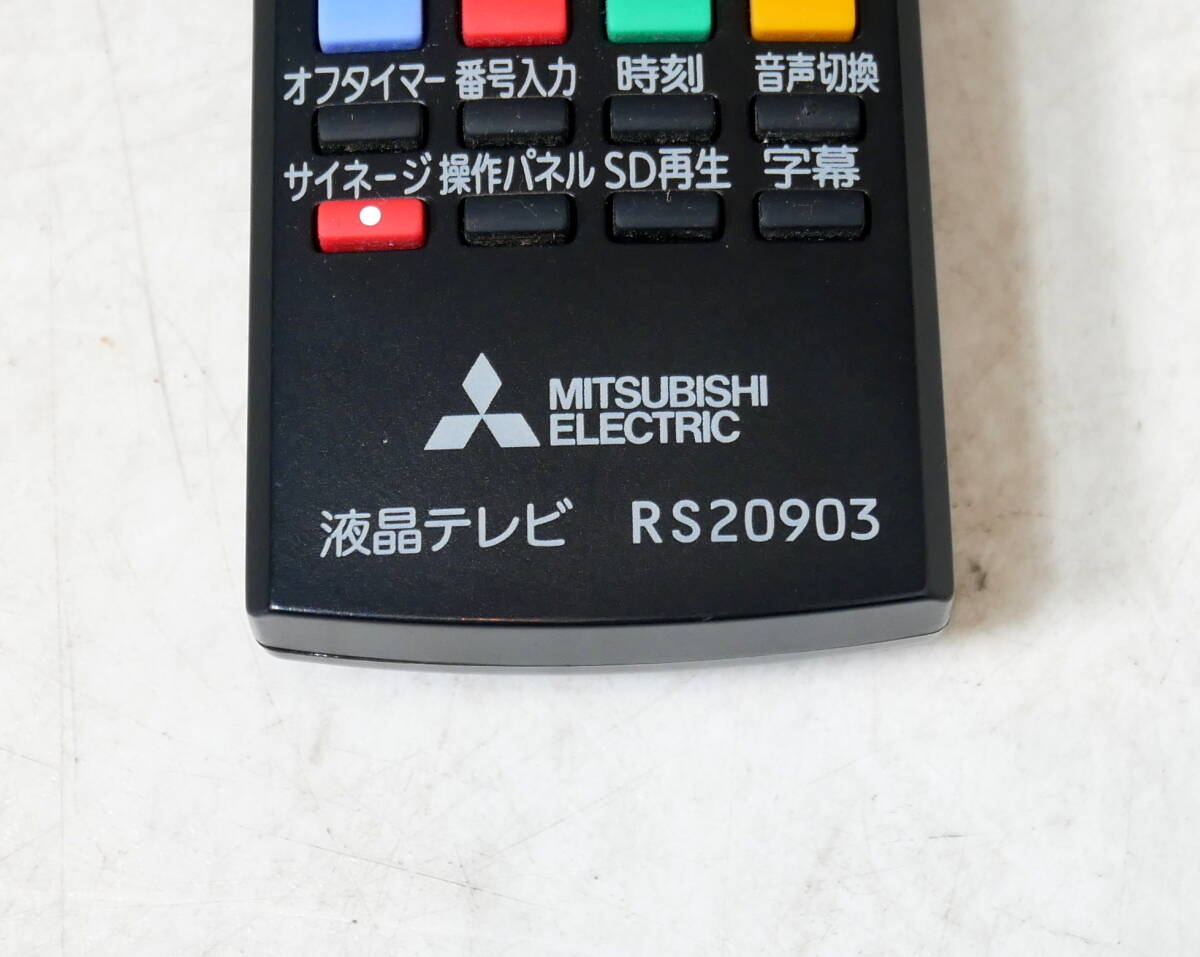 オフタイマー 番号入力 時刻 音声切換
サイネージ 操作パネル SD再生 字幕
MITSUBISHI
ELECTRIC
液晶テレビ RS20903